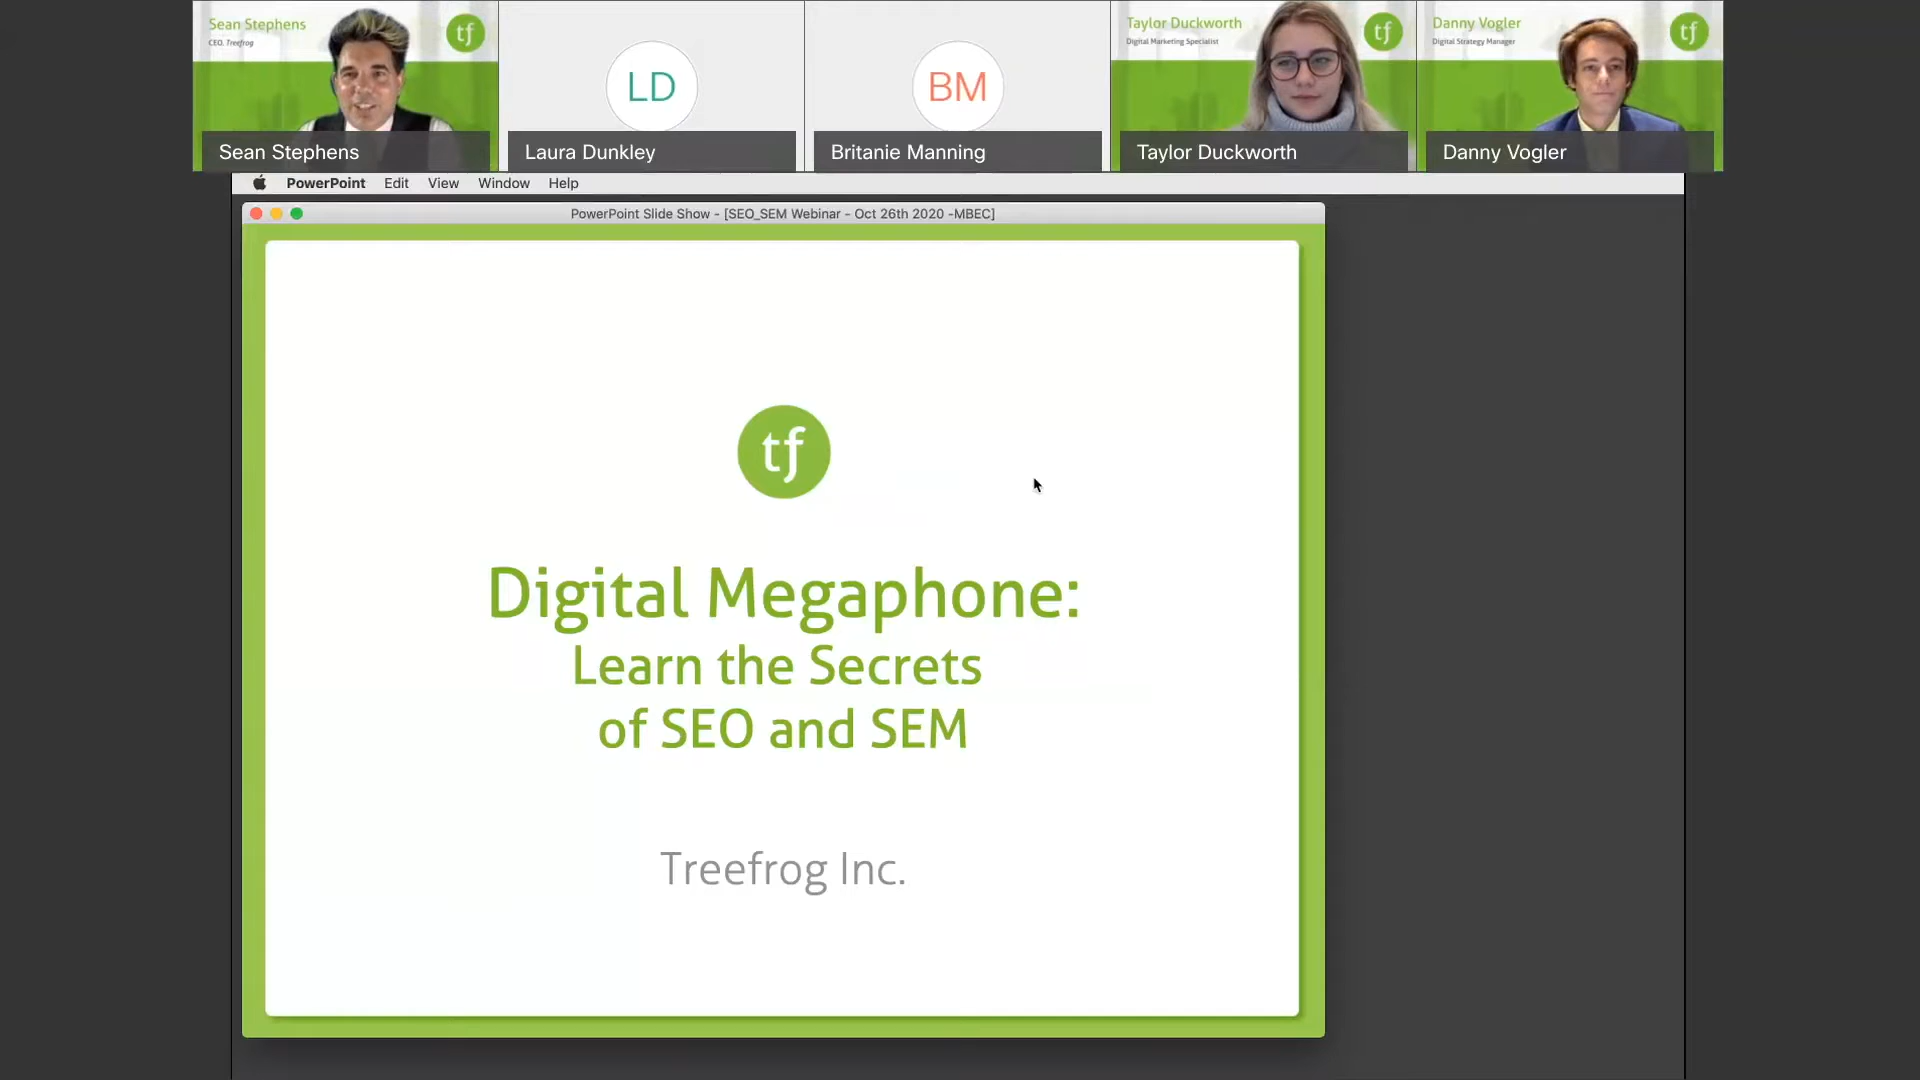 Sean Stephens
CEO, Treefrog
tf
Sean Stephens
LD
Laura Dunkley
BM
Britanie Manning
Taylor Duckworth
Digital Marketing Specialist
tf
Taylor Duckworth
Danny Vogler
Digital Strategy Manager
tf
Danny Vogler
PowerPoint Edit View Window Help
PowerPoint Slide Show - [SEO_SEM Webinar - Oct 26th 2020 -MBEC]
tf
Digital Megaphone:
Learn the Secrets
of SEO and SEM
Treefrog Inc.